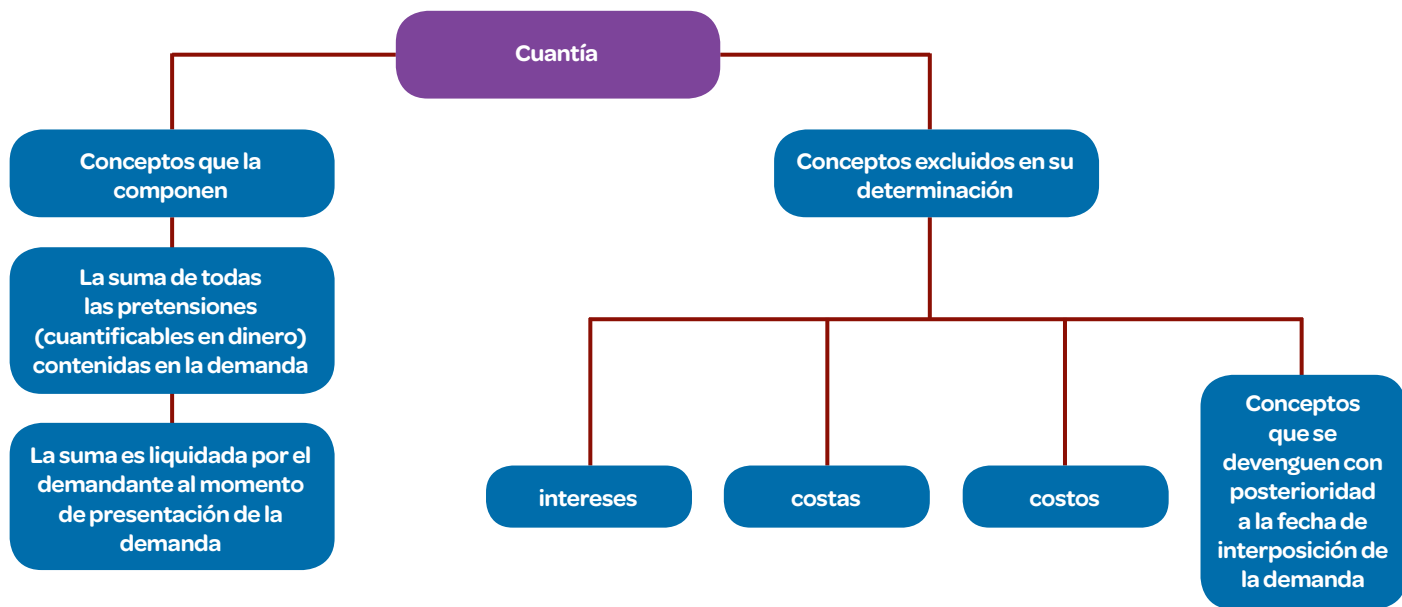 Cuantía
Conceptos que la
componen
La suma de todas
las pretensiones
(cuantificables en dinero)
contenidas en la demanda
La suma es liquidada por el
demandante al momento
de presentación de la
demanda
Conceptos excluidos en su
determinación
intereses
costas
costos
Conceptos
que se
devenguen con
posterioridad
a la fecha de
interposición de
la demanda